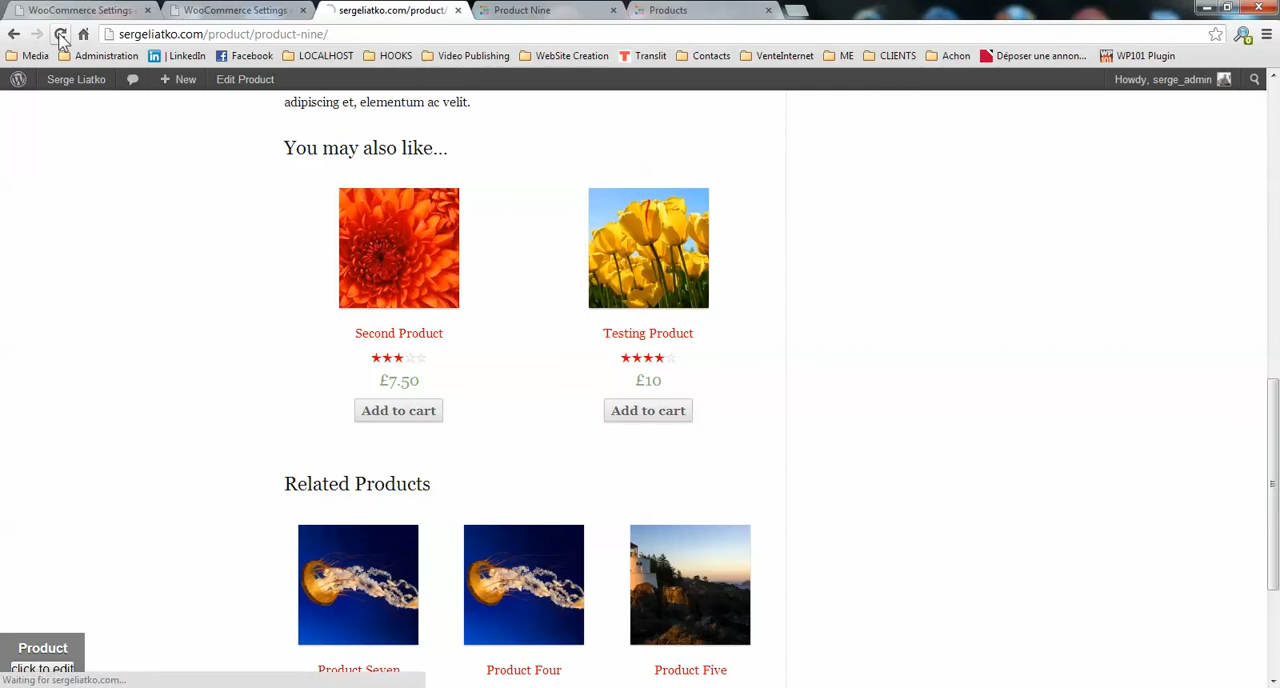 WooCommerce Settings
WooCommerce Settings
sergeliatko.com/product/
Product Nine
Products
sergeliatko.com/product/product-nine/
Media
Administration
LinkedIn
Facebook
LOCALHOST
HOOKS
Video Publishing
WebSite Creation
Translit
Contacts
VenteInternet
ME
CLIENTS
Achon
Déposer une annon...
WP101 Plugin
Serge Liatko
New
Edit Product
Howdy, serge_admin
adipiscing et, elementum ac velit.
You may also like...
Second Product
Testing Product
£7.50
£10
Add to cart
Add to cart
Related Products
Product Seven
Product Four
Product Five
Product
click to edit
Waiting for sergeliatko.com...